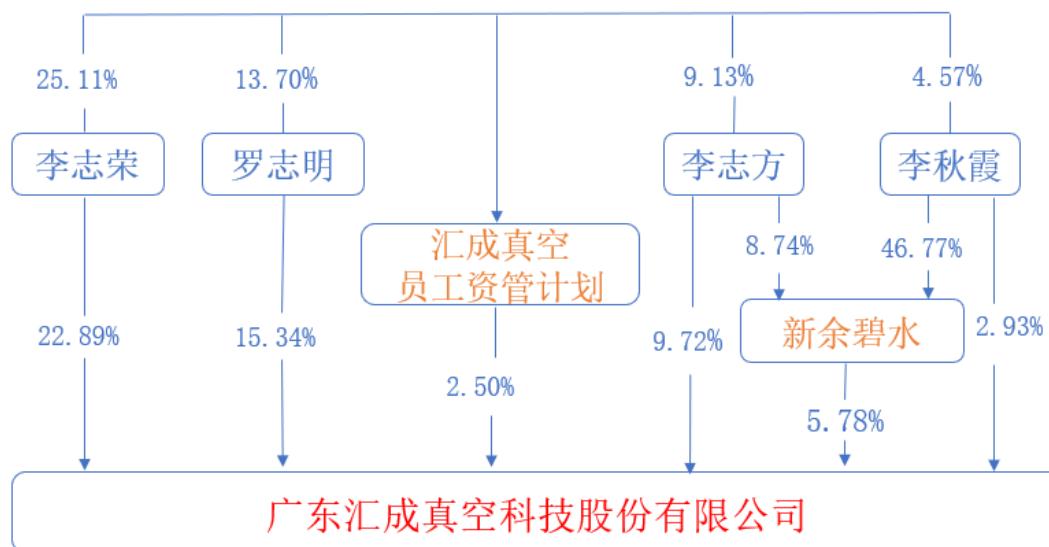 25.11%
13.70%
9.13%
4.57%
李志荣
罗志明
李志方
李秋霞
汇成真空
员工资管计划
8.74%
46.77%
新余碧水
22.89%
15.34%
9.72%
2.93%
2.50%
5.78%
广东汇成真空科技股份有限公司